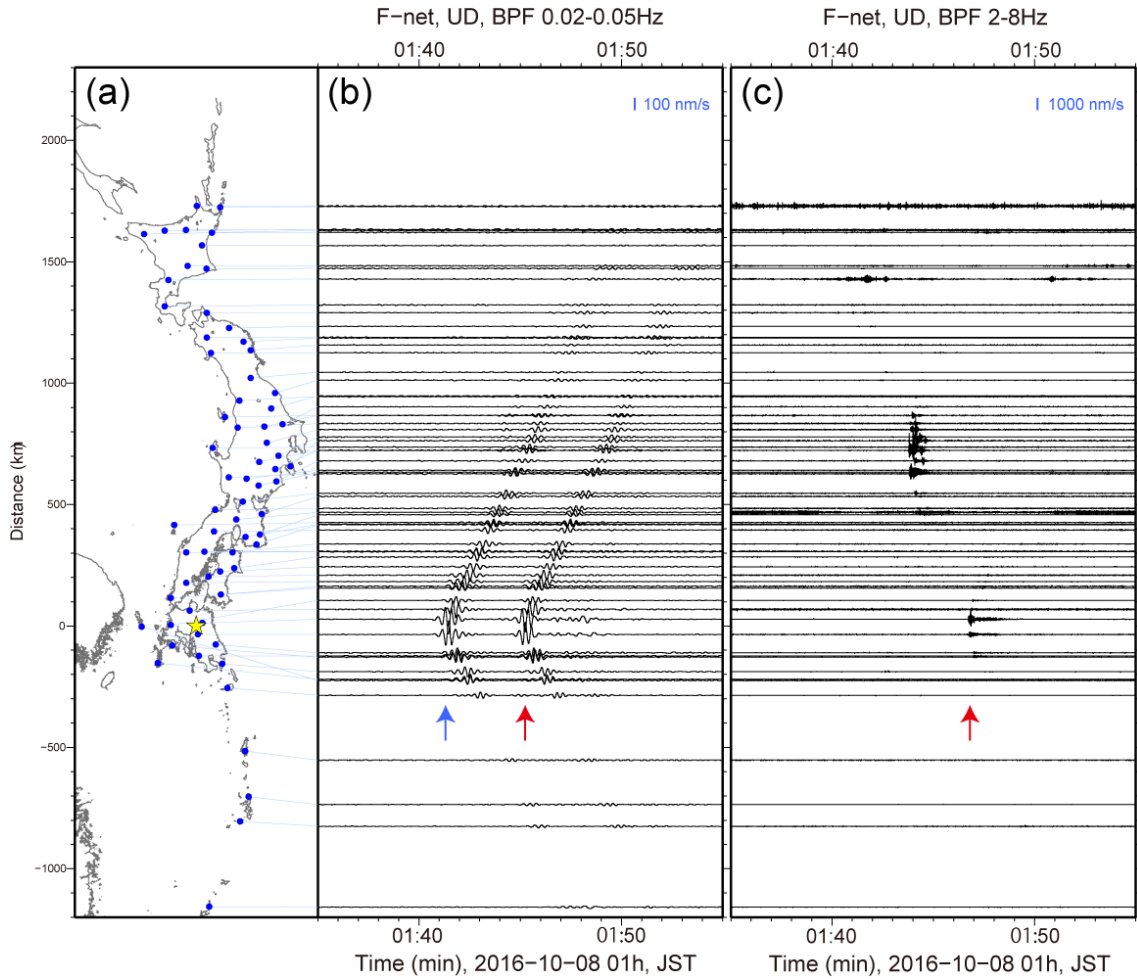 F−net, UD, BPF 0.02-0.05Hz
F−net, UD, BPF 2-8Hz
01:40
01:50
01:40
01:50
(a)
(b)
(c)
100 nm/s
1000 nm/s
2000
1500
1000
500
0
−500
−1000
Distance (km)
01:40
01:50
01:40
01:50
Time (min), 2016−10−08 01h, JST
Time (min), 2016−10−08 01h, JST